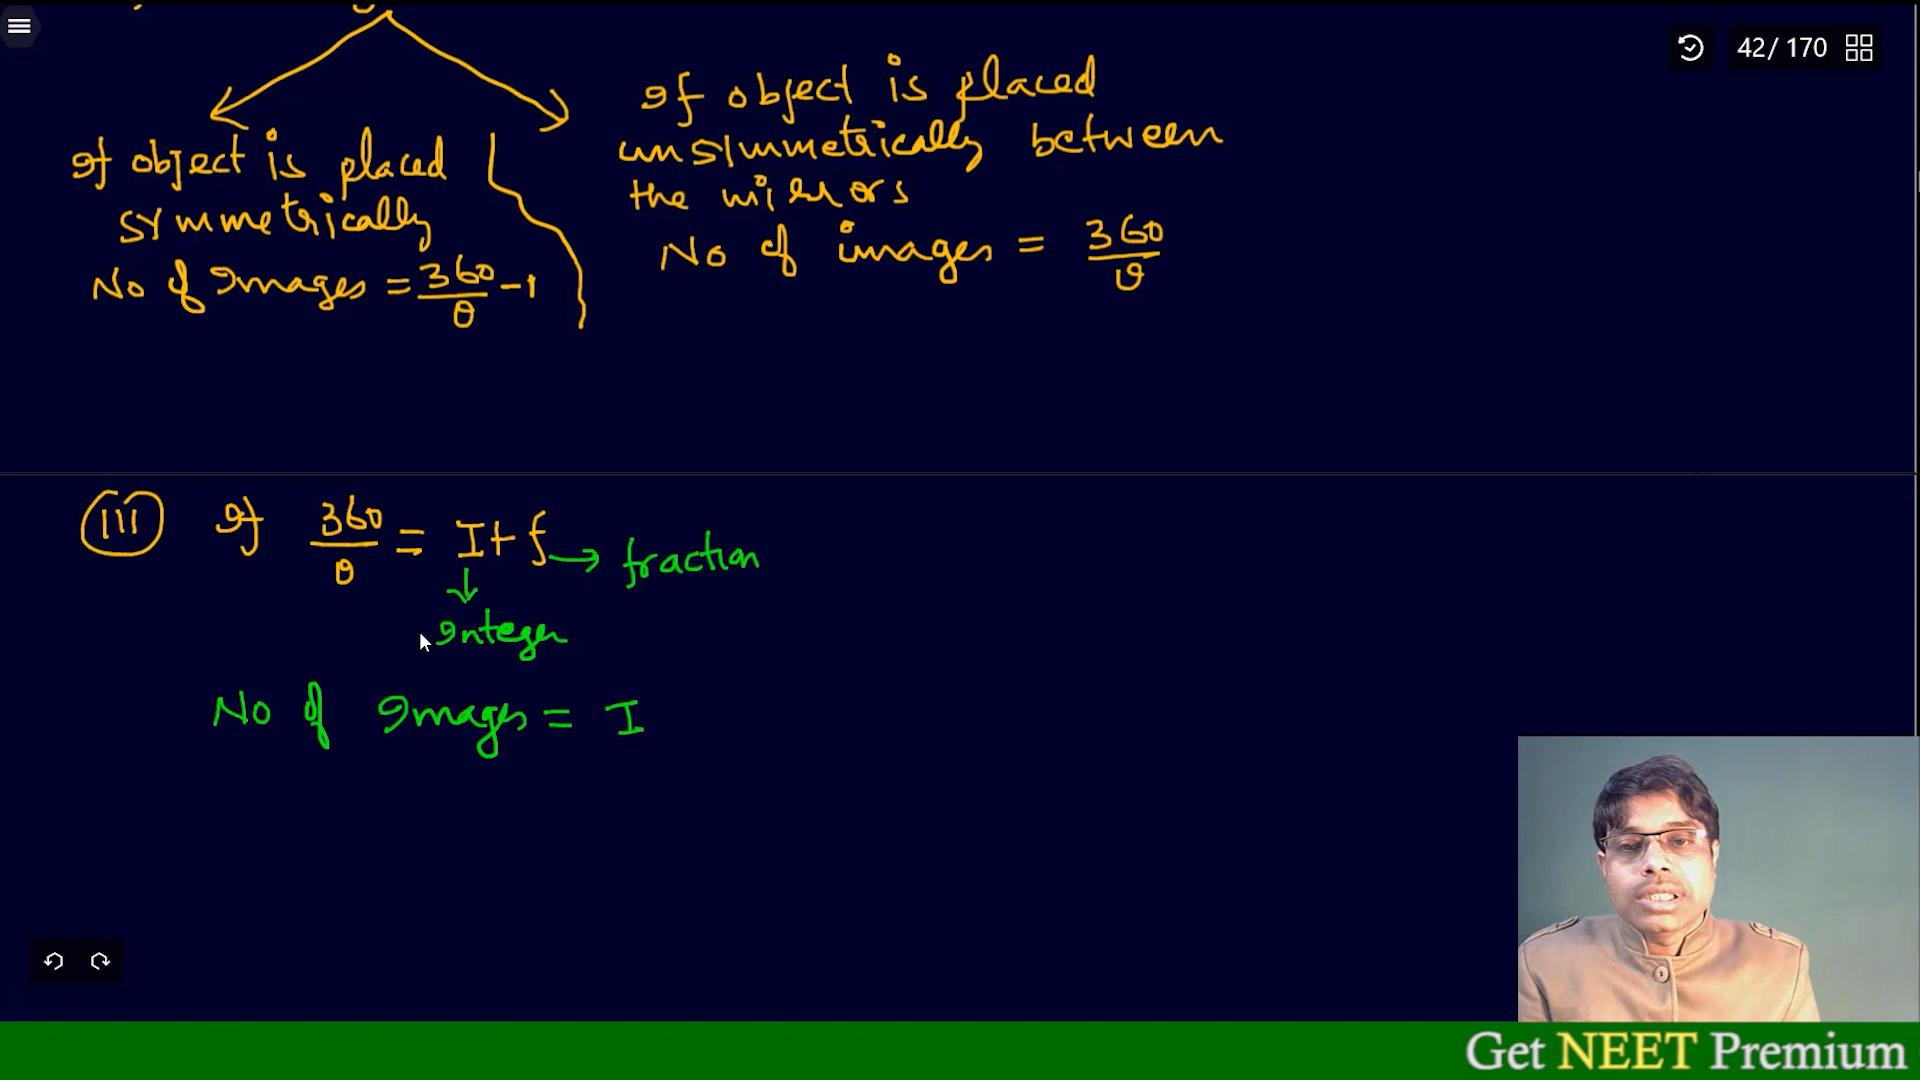 42/ 170
If object is placed
symmetrically
No of Images = 360/θ -1
If object is placed
unsymmetrically between
the mirrors
No of images = 360/θ
III If 360/θ = I + f → fraction
↓
Integer
No of Images = I
Get NEET Premium